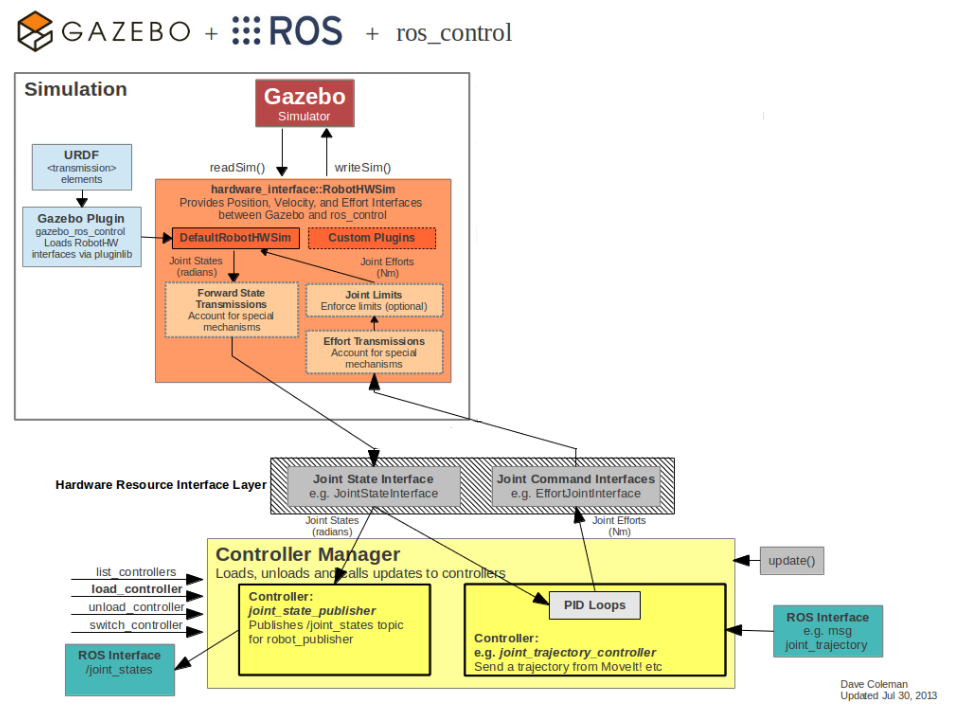 GAZEBO + ROS + ros_control
Simulation
Gazebo
Simulator
readSim()
writeSim()
URDF
<transmission>
elements
Gazebo Plugin
gazebo_ros_control
Loads RobotHW
interfaces via pluginlib
hardware_interface::RobotHWSim
Provides Position, Velocity, and Effort Interfaces
between Gazebo and ros_control
DefaultRobotHWSim
Custom Plugins
Joint States
(radians)
Joint Efforts
(Nm)
Forward State
Transmissions
Account for special
mechanisms
Joint Limits
Enforce limits (optional)
Effort Transmissions
Account for special
mechanisms
Hardware Resource Interface Layer
Joint State Interface
e.g. JointStateInterface
Joint Command Interfaces
e.g. EffortJointInterface
Joint States
(radians)
Joint Efforts
(Nm)
Controller Manager
Loads, unloads and calls updates to controllers
update()
list_controllers
load_controller
unload_controller
switch_controller
Controller:
joint_state_publisher
Publishes /joint_states topic
for robot_publisher
PID Loops
Controller:
e.g. joint_trajectory_controller
Send a trajectory from MoveIt! etc
ROS Interface
e.g. msg
joint_trajectory
ROS Interface
/joint_states
Dave Coleman
Updated Jul 30, 2013